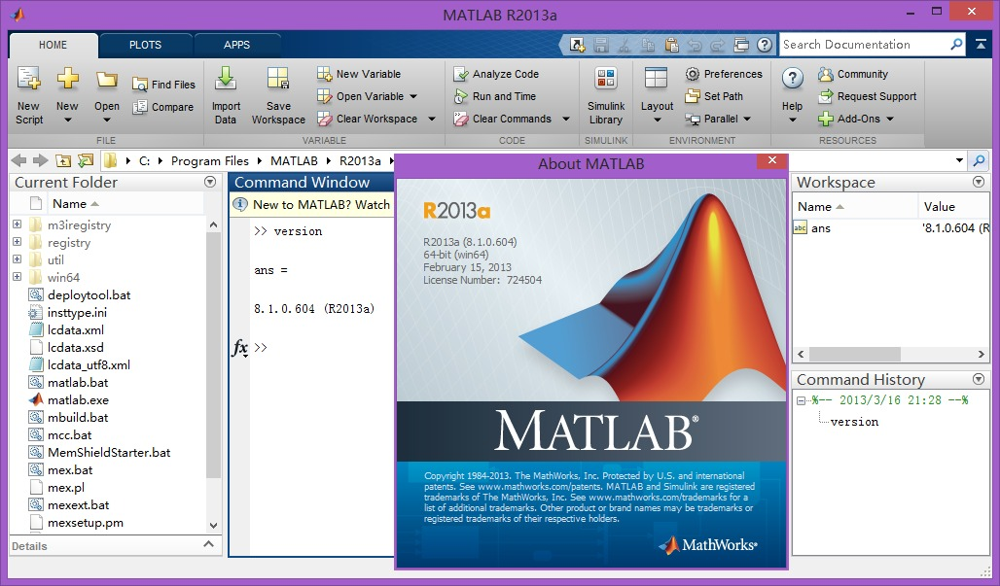 MATLAB R2013a
HOME
PLOTS
APPS
Search Documentation
New Script
New
Open
Find Files
Compare
FILE
Import Data
Save Workspace
New Variable
Open Variable
Clear Workspace
VARIABLE
Analyze Code
Run and Time
Clear Commands
CODE
Simulink Library
SIMULINK
Layout
Preferences
Set Path
Parallel
ENVIRONMENT
Help
Community
Request Support
Add-Ons
RESOURCES
C: Program Files MATLAB R2013a
Current Folder
Name
m3iregistry
registry
util
win64
deploytool.bat
insttype.ini
lcdata.xml
lcdata.xsd
lcdata_utf8.xml
matlab.bat
matlab.exe
mbuild.bat
mcc.bat
MemShieldStarter.bat
mex.bat
mex.pl
mexext.bat
mexsetup.pm
Details
Command Window
New to MATLAB? Watch
>> version
ans =
8.1.0.604 (R2013a)
fx >>
About MATLAB
R2013a
R2013a (8.1.0.604)
64-bit (win64)
February 15, 2013
License Number: 724504
MATLAB®
Copyright 1984-2013. The MathWorks, Inc. Protected by U.S. and international
patents. See www.mathworks.com/patents. MATLAB and Simulink are registered
trademarks of The MathWorks, Inc. See www.mathworks.com/trademarks for a
list of additional trademarks. Other product or brand names may be trademarks or
registered trademarks of their respective holders.
MathWorks®
Workspace
Name
Value
abc ans
'8.1.0.604 (R
Command History
%-- 2013/3/16 21:28 --%
version